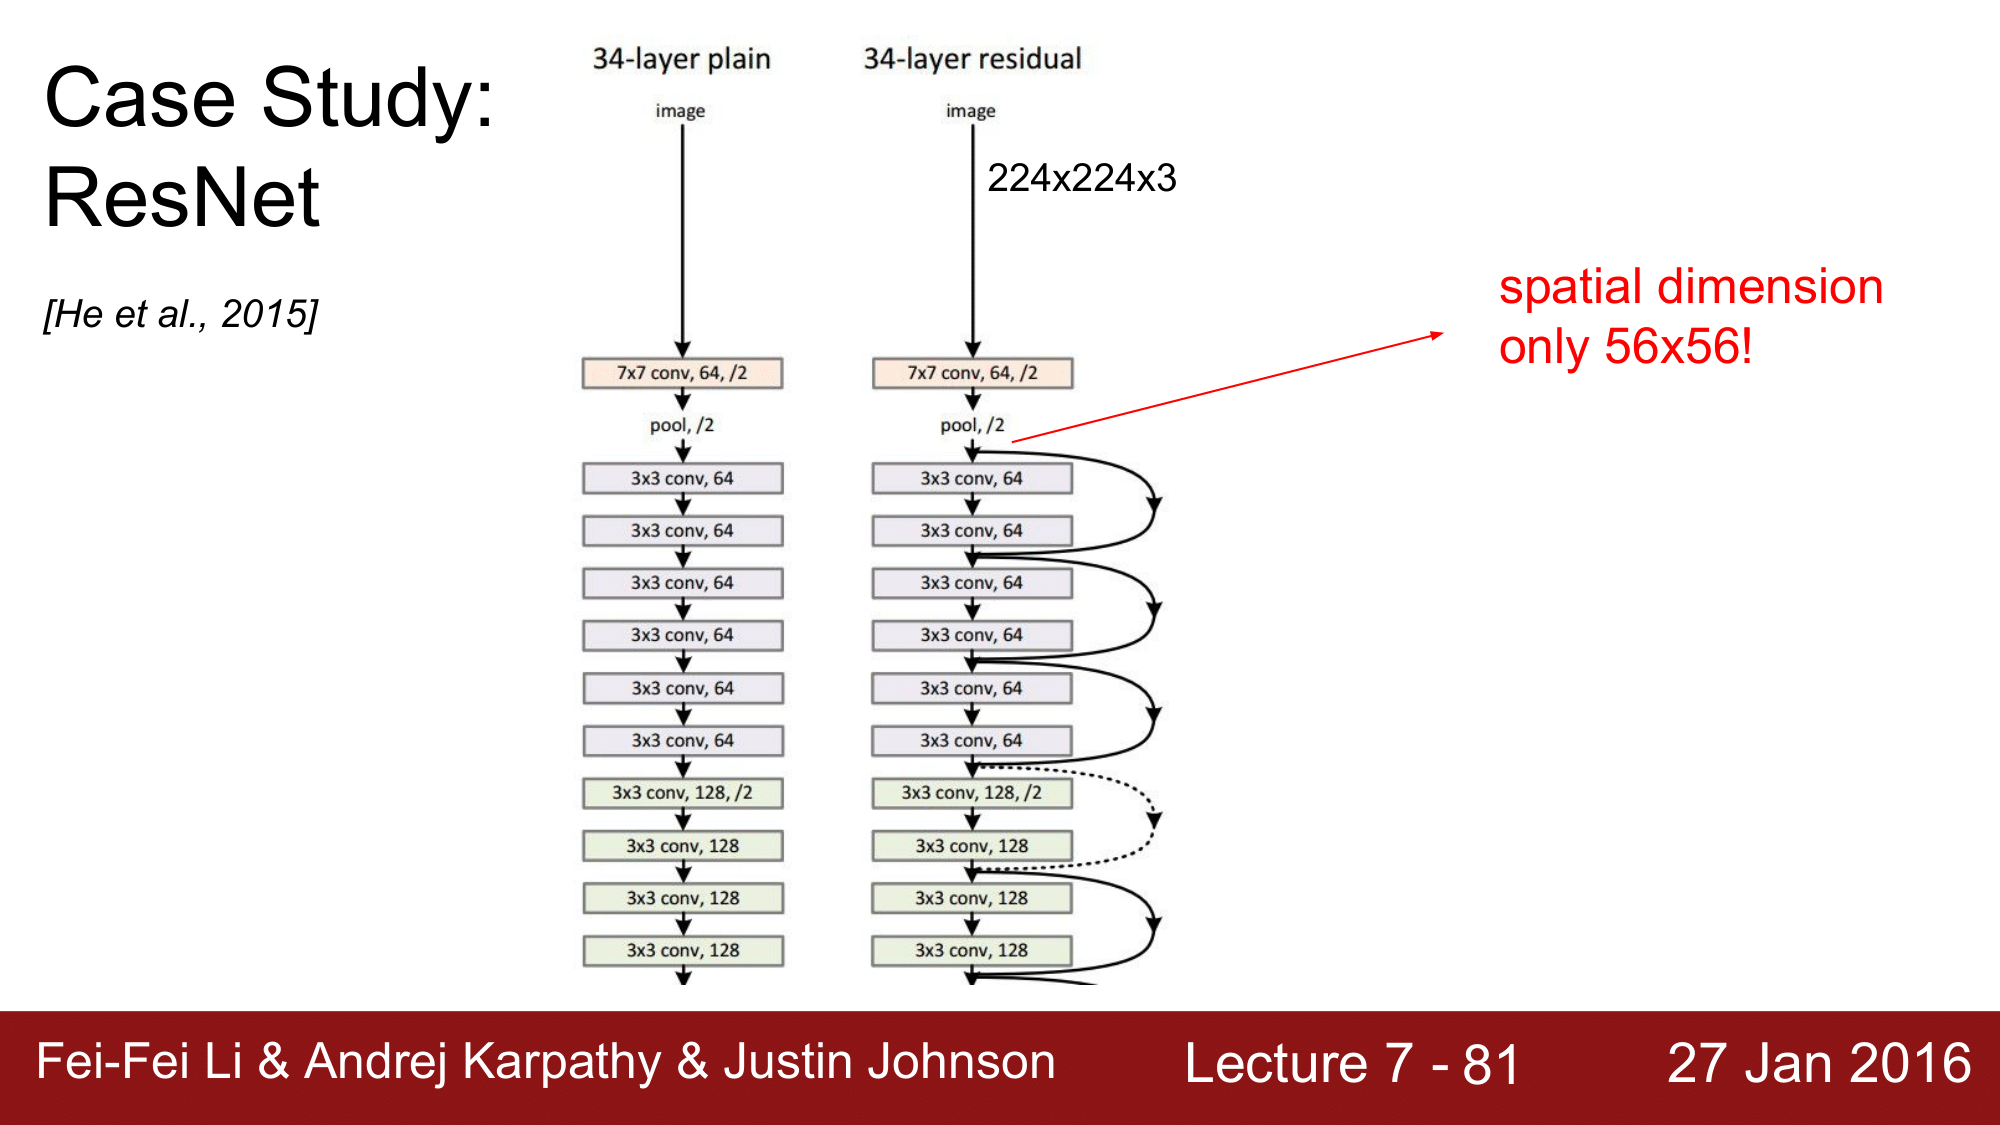 Case Study:
ResNet
[He et al., 2015]
34-layer plain
image
7x7 conv, 64, /2
pool, /2
3x3 conv, 64
3x3 conv, 64
3x3 conv, 64
3x3 conv, 64
3x3 conv, 64
3x3 conv, 64
3x3 conv, 128, /2
3x3 conv, 128
3x3 conv, 128
3x3 conv, 128
34-layer residual
image
224x224x3
7x7 conv, 64, /2
pool, /2
3x3 conv, 64
3x3 conv, 64
3x3 conv, 64
3x3 conv, 64
3x3 conv, 64
3x3 conv, 64
3x3 conv, 128, /2
3x3 conv, 128
3x3 conv, 128
3x3 conv, 128
spatial dimension
only 56x56!
Fei-Fei Li & Andrej Karpathy & Justin Johnson
Lecture 7 - 81
27 Jan 2016